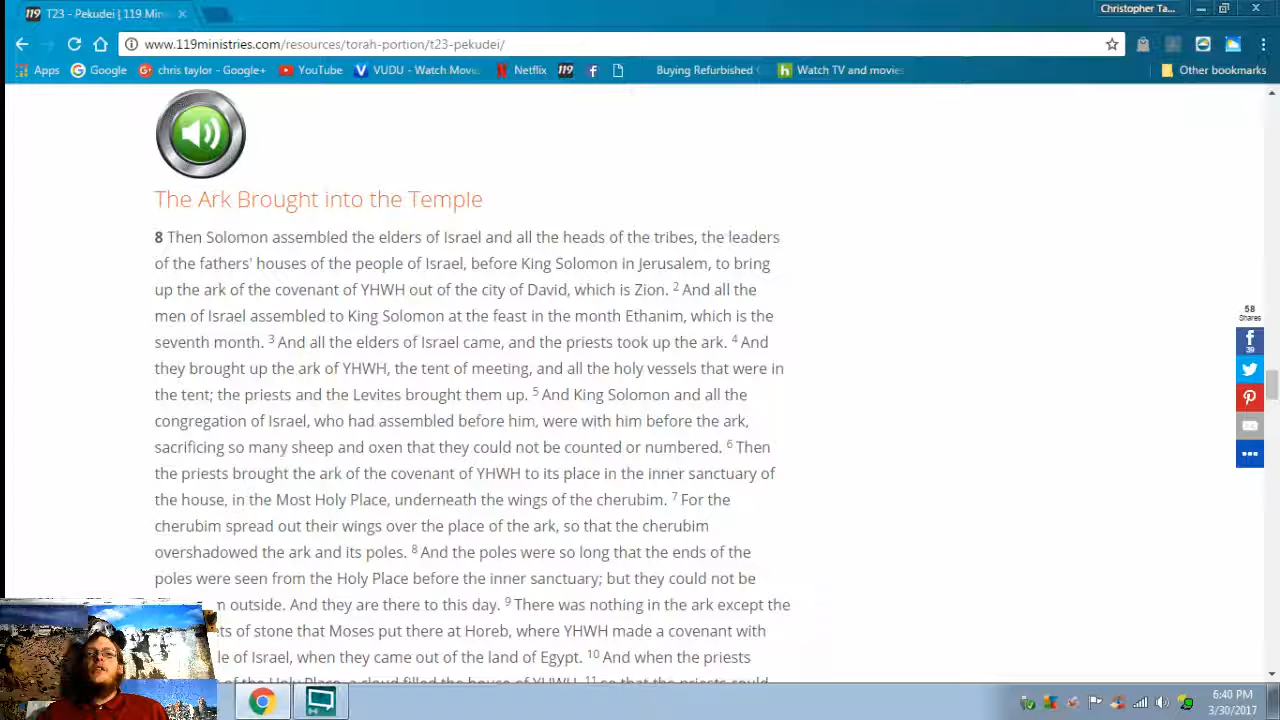 119 T23 - Pekudei | 119 Min
Christopher Ta...
www.119ministries.com/resources/torah-portion/t23-pekudei/
Apps Google chris taylor - Google+ YouTube VUDU - Watch Movi Netflix 119 Buying Refurbished Watch TV and movies Other bookmarks
The Ark Brought into the Temple
8 Then Solomon assembled the elders of Israel and all the heads of the tribes, the leaders
of the fathers' houses of the people of Israel, before King Solomon in Jerusalem, to bring
up the ark of the covenant of YHWH out of the city of David, which is Zion. 2 And all the
men of Israel assembled to King Solomon at the feast in the month Ethanim, which is the
seventh month. 3 And all the elders of Israel came, and the priests took up the ark. 4 And
they brought up the ark of YHWH, the tent of meeting, and all the holy vessels that were in
the tent; the priests and the Levites brought them up. 5 And King Solomon and all the
congregation of Israel, who had assembled before him, were with him before the ark,
sacrificing so many sheep and oxen that they could not be counted or numbered. 6 Then
the priests brought the ark of the covenant of YHWH to its place in the inner sanctuary of
the house, in the Most Holy Place, underneath the wings of the cherubim. 7 For the
cherubim spread out their wings over the place of the ark, so that the cherubim
overshadowed the ark and its poles. 8 And the poles were so long that the ends of the
poles were seen from the Holy Place before the inner sanctuary; but they could not be
m outside. And they are there to this day. 9 There was nothing in the ark except the
ts of stone that Moses put there at Horeb, where YHWH made a covenant with
le of Israel, when they came out of the land of Egypt. 10 And when the priests
of the Holy Place, a cloud filled the house of YHWH, 11 so that the priests could
58
Shares
39
6:40 PM
3/30/2017